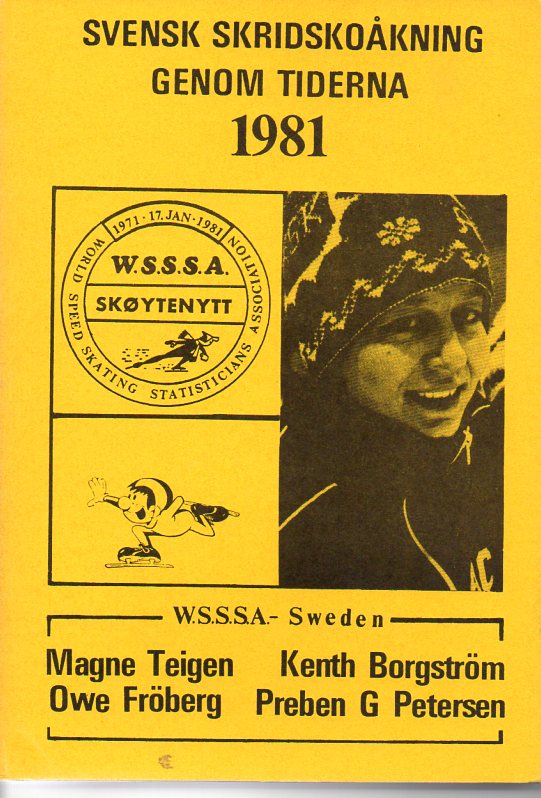 SVENSK SKRIDSKOÅKNING
GENOM TIDERNA
1981
1971 · 17. JAN · 1981
WORLD SPEED SKATING STATISTICIANS ASSOCIATION
W.S.S.S.A.
SKØYTENYTT
AC
W.S.S.S.A.- Sweden
Magne Teigen Kenth Borgström
Owe Fröberg Preben G Petersen